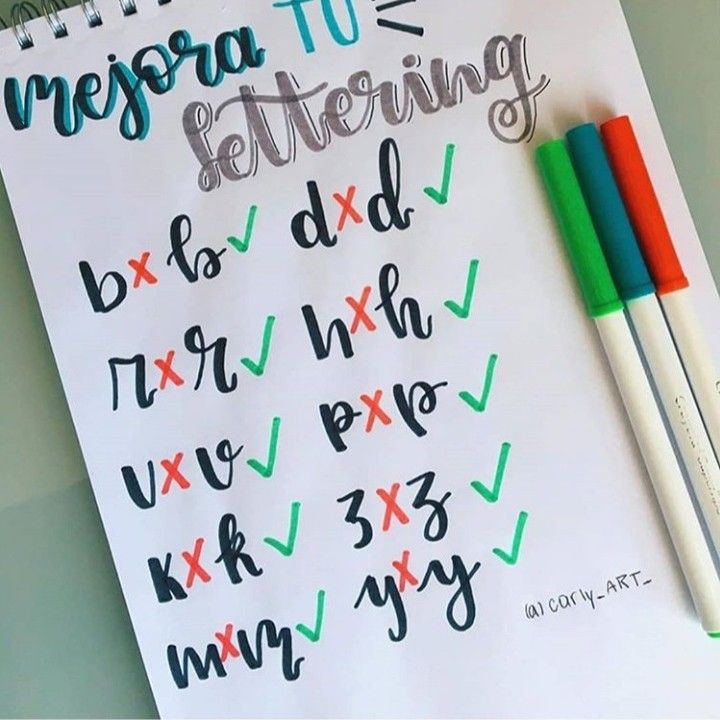 mejora TU
lettering
b x b ✓ d x d ✓
r x r ✓ h x h ✓
v x v ✓ p x p ✓
k x k ✓ z x z ✓
m x m ✓ y x y ✓
(a) carly_ART_